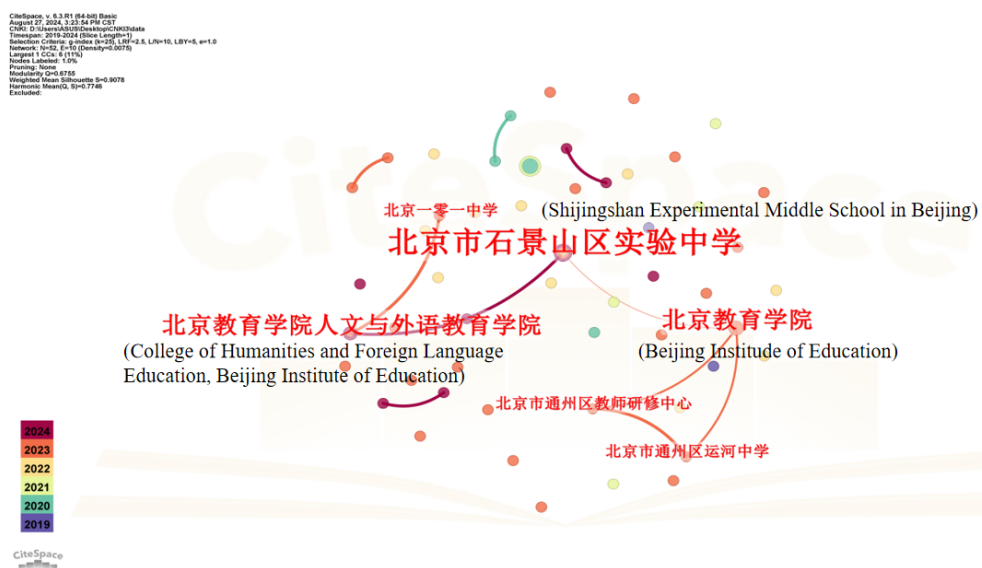 CiteSpace, v. 6.3.R1 (64-bit) Basic
August 27, 2024, 3:23:54 PM CST
CNKI: D:\Users\ASUS\Desktop\CNKI3\data
Timespan: 2019-2024 (Slice Length=1)
Selection Criteria: g-index (k=25), LRF=2.5, L/N=10, LBY=5, e=1.0
Network: N=52, E=10 (Density=0.0075)
Largest 1 CCs: 6 (11%)
Nodes Labeled: 1.0%
Pruning: None
Modularity Q=0.6755
Weighted Mean Silhouette S=0.9078
Harmonic Mean(Q, S)=0.7746
Excluded:
CiteSpace
北京一零一中学
(Shijingshan Experimental Middle School in Beijing)
北京市石景山区实验中学
北京教育学院人文与外语教育学院
北京教育学院
(College of Humanities and Foreign Language
Education, Beijing Institute of Education)
(Beijing Institude of Education)
北京市通州区教师研修中心
北京市通州区运河中学
2024
2023
2022
2021
2020
2019
CiteSpace